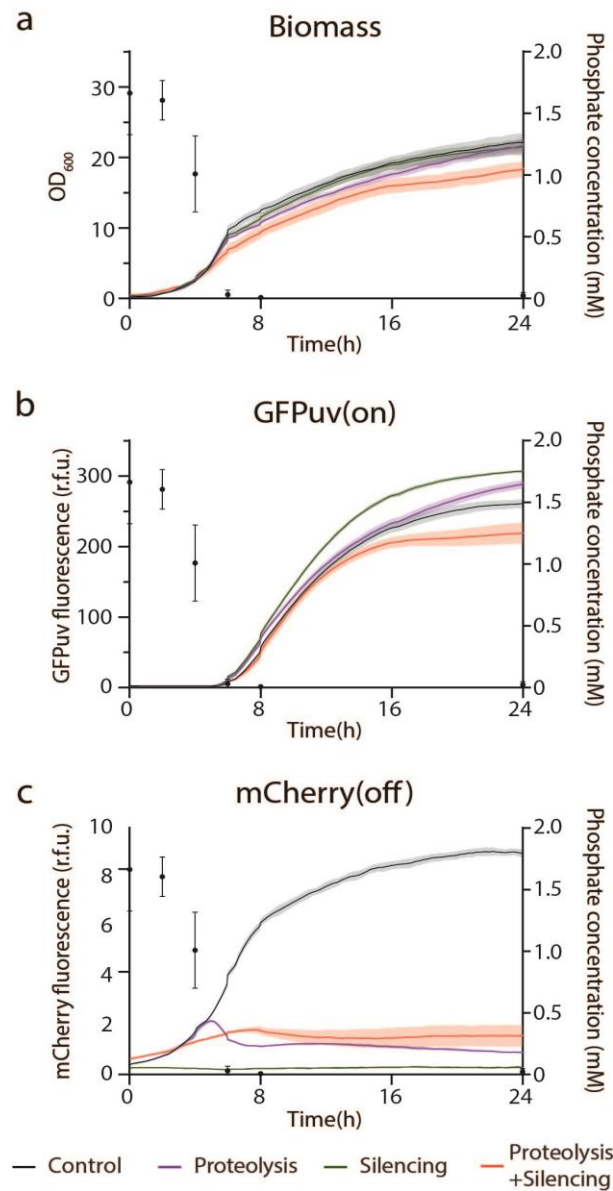 a
Biomass
OD600
30
20
10
0
2.0
1.5
1.0
0.5
0
Phosphate concentration (mM)
0
8
16
24
Time(h)
b
GFPuv(on)
GFPuv fluorescence (r.f.u.)
300
200
100
0
2.0
1.5
1.0
0.5
0
Phosphate concentration (mM)
0
8
16
24
Time(h)
c
mCherry(off)
mCherry fluorescence (r.f.u.)
10
8
6
4
2
0
2.0
1.5
1.0
0.5
0
Phosphate concentration (mM)
0
8
16
24
Time(h)
Control
Proteolysis
Silencing
Proteolysis
+Silencing